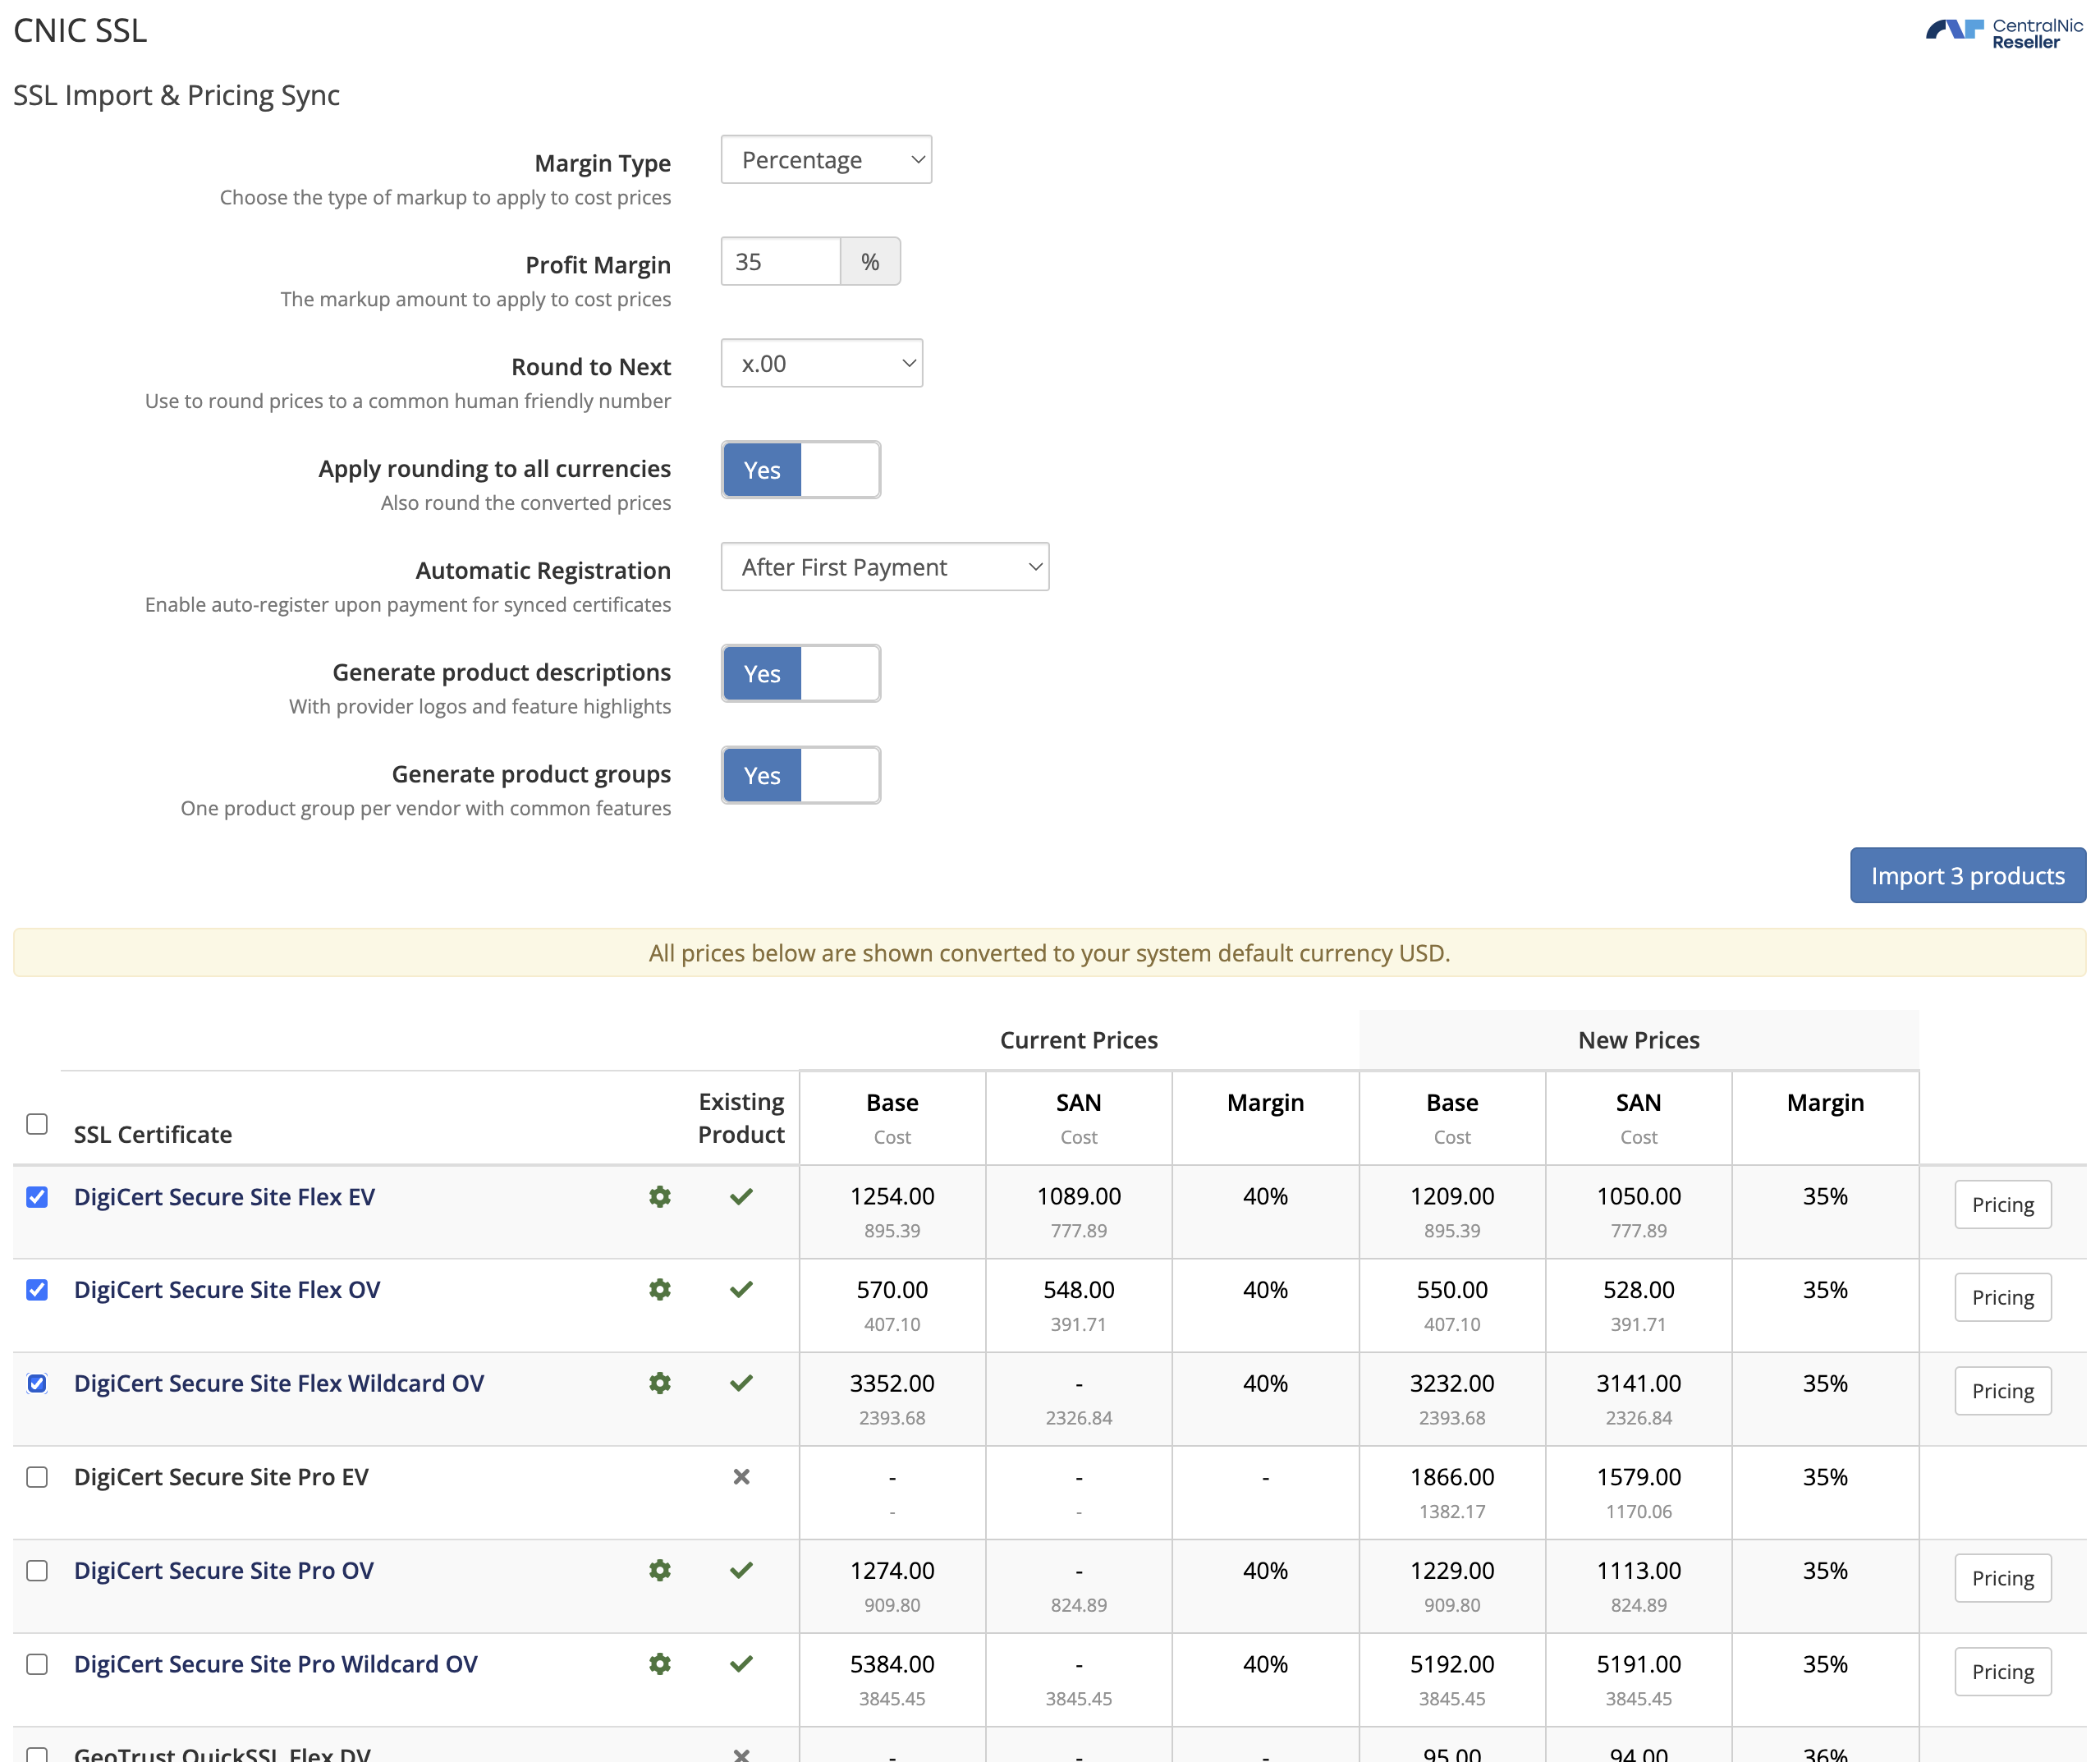 CNIC SSL
CentralNic
Reseller
SSL Import & Pricing Sync
Margin Type
Percentage
Choose the type of markup to apply to cost prices
Profit Margin
35 %
The markup amount to apply to cost prices
Round to Next
x.00
Use to round prices to a common human friendly number
Apply rounding to all currencies
Yes
Also round the converted prices
Automatic Registration
After First Payment
Enable auto-register upon payment for synced certificates
Generate product descriptions
Yes
With provider logos and feature highlights
Generate product groups
Yes
One product group per vendor with common features
Import 3 products
All prices below are shown converted to your system default currency USD.
Current Prices New Prices
SSL Certificate Existing Product Base SAN Margin Base SAN Margin
Cost Cost Cost Cost
DigiCert Secure Site Flex EV 1254.00 1089.00 40% 1209.00 1050.00 35% Pricing
895.39 777.89 895.39 777.89
DigiCert Secure Site Flex OV 570.00 548.00 40% 550.00 528.00 35% Pricing
407.10 391.71 407.10 391.71
DigiCert Secure Site Flex Wildcard OV 3352.00 - 40% 3232.00 3141.00 35% Pricing
2393.68 2326.84 2393.68 2326.84
DigiCert Secure Site Pro EV - - - 1866.00 1579.00 35%
- - 1382.17 1170.06
DigiCert Secure Site Pro OV 1274.00 - 40% 1229.00 1113.00 35% Pricing
909.80 824.89 909.80 824.89
DigiCert Secure Site Pro Wildcard OV 5384.00 - 40% 5192.00 5191.00 35% Pricing
3845.45 3845.45 3845.45 3845.45
GeoTrust QuickSSL Flex DV - - - 95.00 94.00 36%